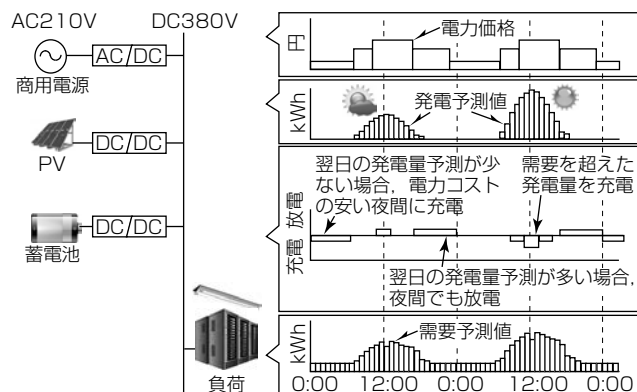 AC210V DC380V
AC/DC
商用電源
DC/DC
PV
DC/DC
蓄電池
負荷
円
電力価格
kWh
発電予測値
充電 放電
翌日の発電量予測が少
ない場合，電力コスト
の安い夜間に充電
需要を超えた
発電量を充電
翌日の発電量予測が多い場合，
夜間でも放電
kWh
需要予測値
0:00 12:00 0:00 12:00 0:00